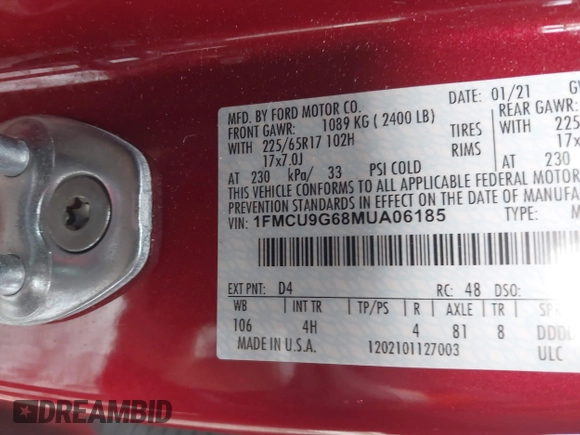 DATE: 01/21
MFD. BY FORD MOTOR CO.
FRONT GAWR: 1089 KG ( 2400 LB) REAR GAWR:
WITH 225/65R17 102H TIRES 225
17x7.0J RIMS 17x
AT 230 kPa/ 33 PSI COLD AT 230
THIS VEHICLE CONFORMS TO ALL APPLICABLE FEDERAL MOTOR
PREVENTION STANDARDS IN EFFECT ON THE DATE OF MANUFA
VIN: 1FMCU9G68MUA06185 TYPE:
EXT PNT: D4 RC: 48 DSO:
WB INT TR TP/PS R AXLE TR
106 4H 4 81 8
MADE IN U.S.A. 1202101127003 ULC
DREAMBID